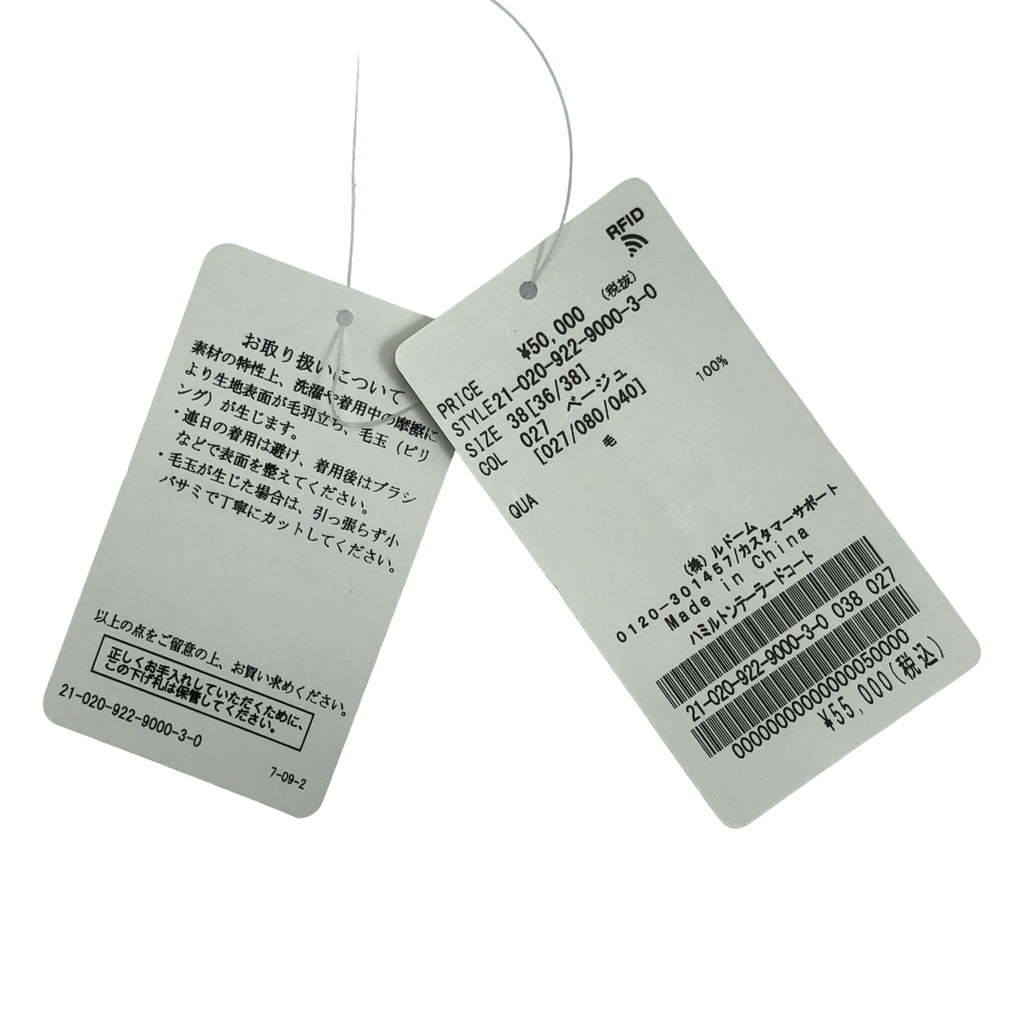 お取り扱いについて
素材の特性上、洗濯や着用中の摩擦に
より生地表面が毛羽立ち、毛玉（ピリ
ング）が生じます。
・連日の着用は避け、着用後はブラシ
などで表面を整えてください。
・毛玉が生じた場合は、引っ張らず小
バサミで丁寧にカットしてください。
以上の点をご留意の上、お買い求めください。
正しくお手入れしていただくために、
この下げ札は保管してください。
21-020-922-9000-3-0
7-09-2
RFID
PRICE ¥50,000 (税抜)
STYLE21-020-922-9000-3-0
SIZE 38[36/38]
COL 027 ベージュ
[027/080/040]
QUA 毛 100%
(株) ルドーム
0120-301457/カスタマーサポート
Made in China
ハミルトンテーラードコート
21-020-922-9000-3-0 038 027
0000000000000050000
¥55,000(税込)